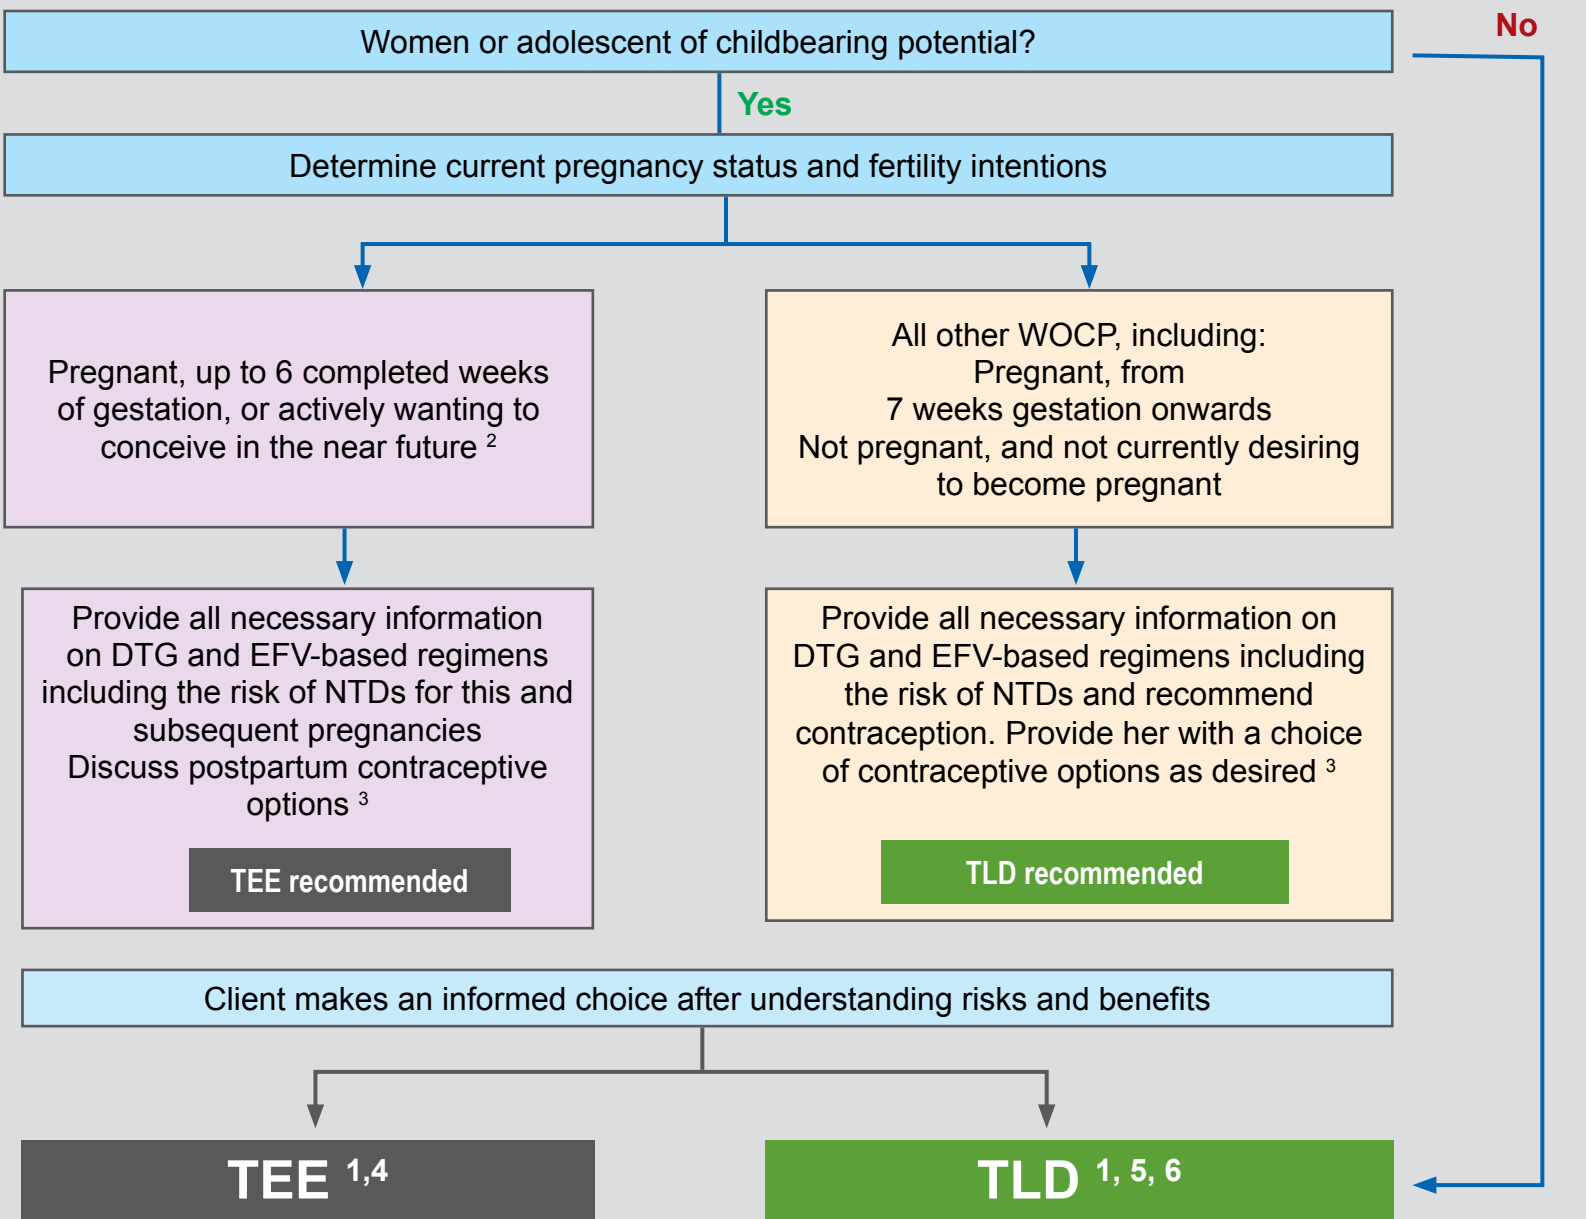 Women or adolescent of childbearing potential?
No
Yes
Determine current pregnancy status and fertility intentions
Pregnant, up to 6 completed weeks
of gestation, or actively wanting to
conceive in the near future 2
All other WOCP, including:
Pregnant, from
7 weeks gestation onwards
Not pregnant, and not currently desiring
to become pregnant
Provide all necessary information
on DTG and EFV-based regimens
including the risk of NTDs for this and
subsequent pregnancies
Discuss postpartum contraceptive
options 3
TEE recommended
Provide all necessary information on
DTG and EFV-based regimens including
the risk of NTDs and recommend
contraception. Provide her with a choice
of contraceptive options as desired 3
TLD recommended
Client makes an informed choice after understanding risks and benefits
TEE 1,4
TLD 1, 5, 6